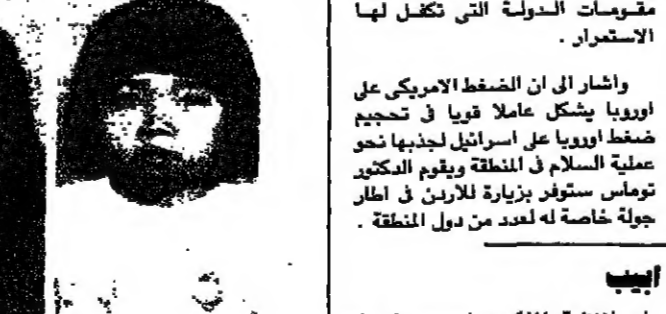 مقومات الدولة التى تكفل لها
الاستمرار .
واشار الى ان الضغط الامريكى على
اوروبا يشكل عاملا قويا فى تحجيم
ضغط اوروبا على اسرائيل لجذبها نحو
عملية السلام فى المنطقة ويقوم الدكتور
توماس ستوفر بزيارة للاردن فى اطار
جولة خاصة له لعدد من دول المنطقة .
أبيب